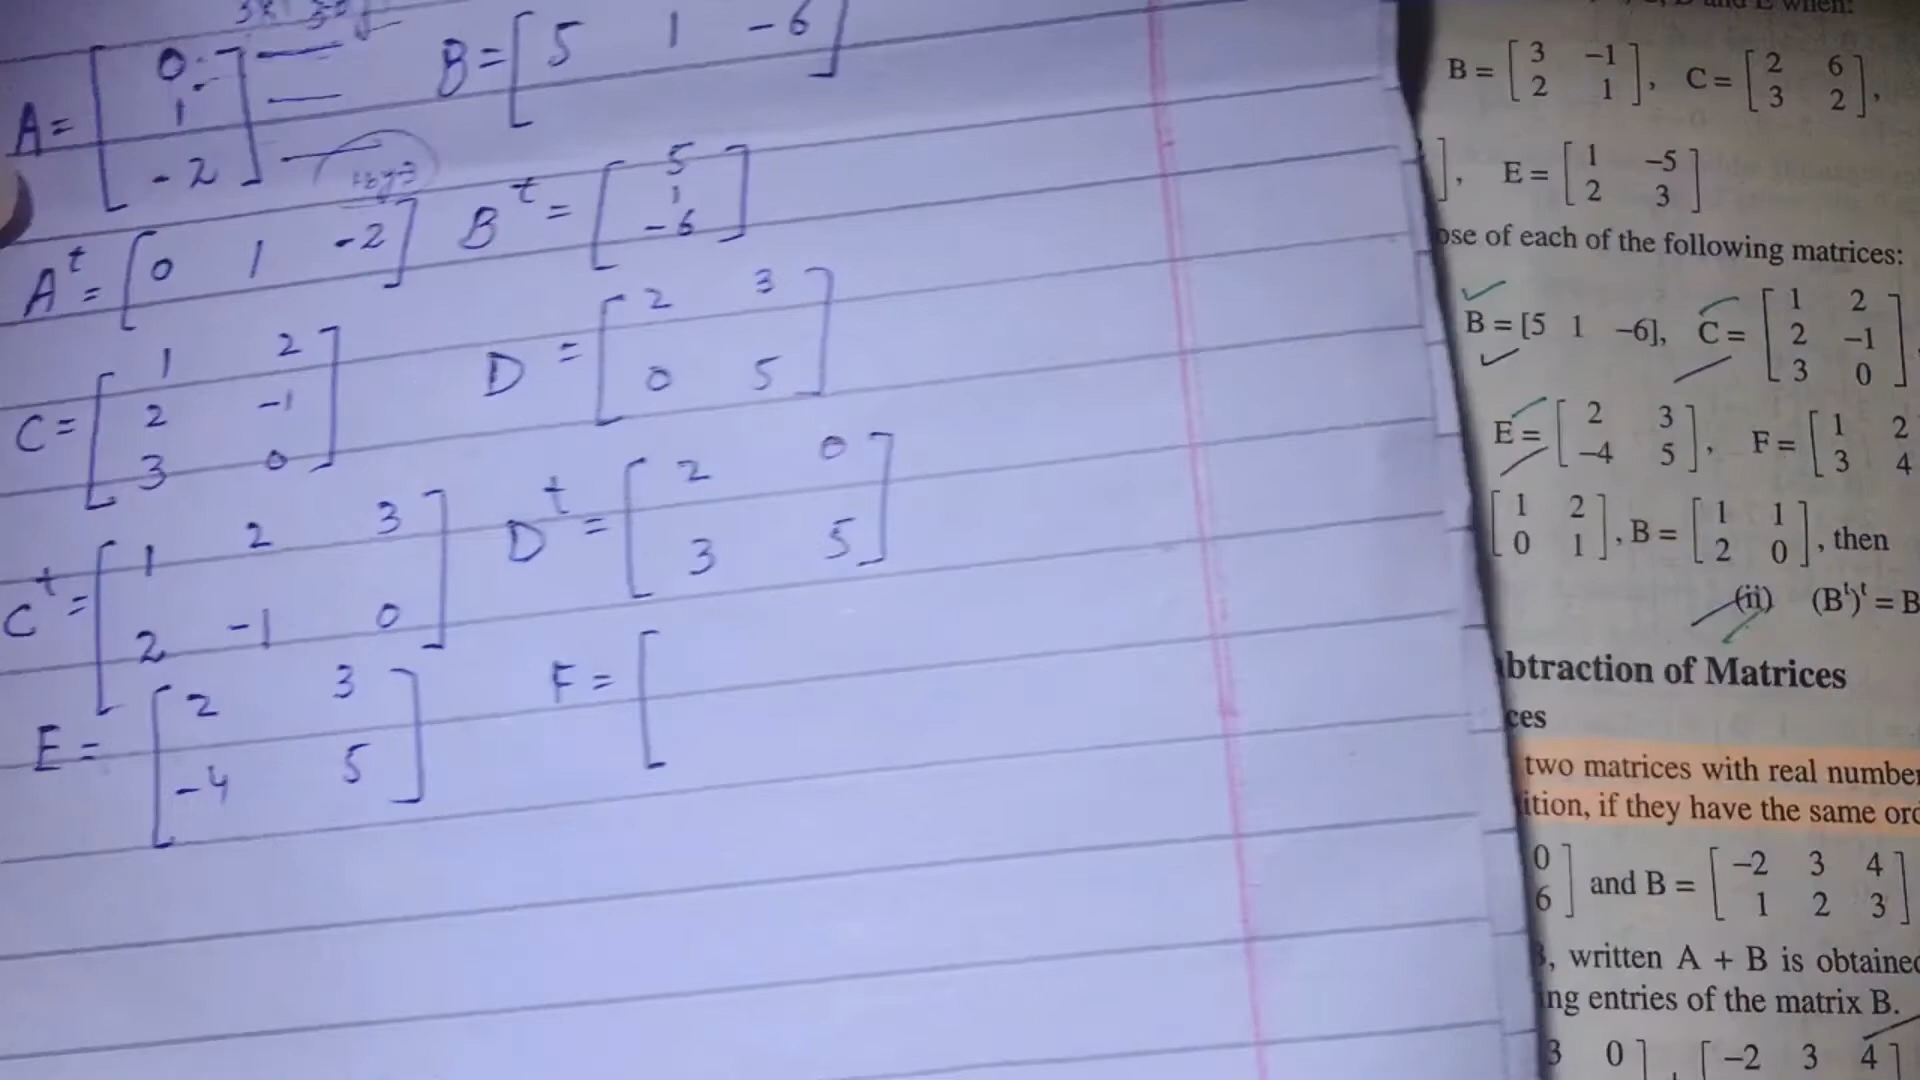 A = [ 0 1 -2 ] B = [ 5 1 -6 ]
A^t = [ 0 1 -2 ] B^t = [ 5 1 -6 ]
C = [ 1 2
2 -1
3 0 ]
D = [ 2 3
0 5 ]
C^t = [ 1 2 3
2 -1 0 ]
D^t = [ 2 0
3 5 ]
E = [ 2 3
-4 5 ]
F = [
and E when:
B = [ 3 -1
2 1 ], C = [ 2 6
3 2 ],
], E = [ 1 -5
2 3 ]
ose of each of the following matrices:
B = [5 1 -6], C = [ 1 2
2 -1
3 0 ]
E = [ 2 3
-4 5 ], F = [ 1 2
3 4
[ 1 2
0 1 ], B = [ 1 1
2 0 ], then
(ii) (B^t)^t = B
btraction of Matrices
ces
two matrices with real number
ition, if they have the same ord
0
6 ] and B = [ -2 3 4
1 2 3 ]
, written A + B is obtained
ng entries of the matrix B.
3 0 ] [ -2 3 4 ]